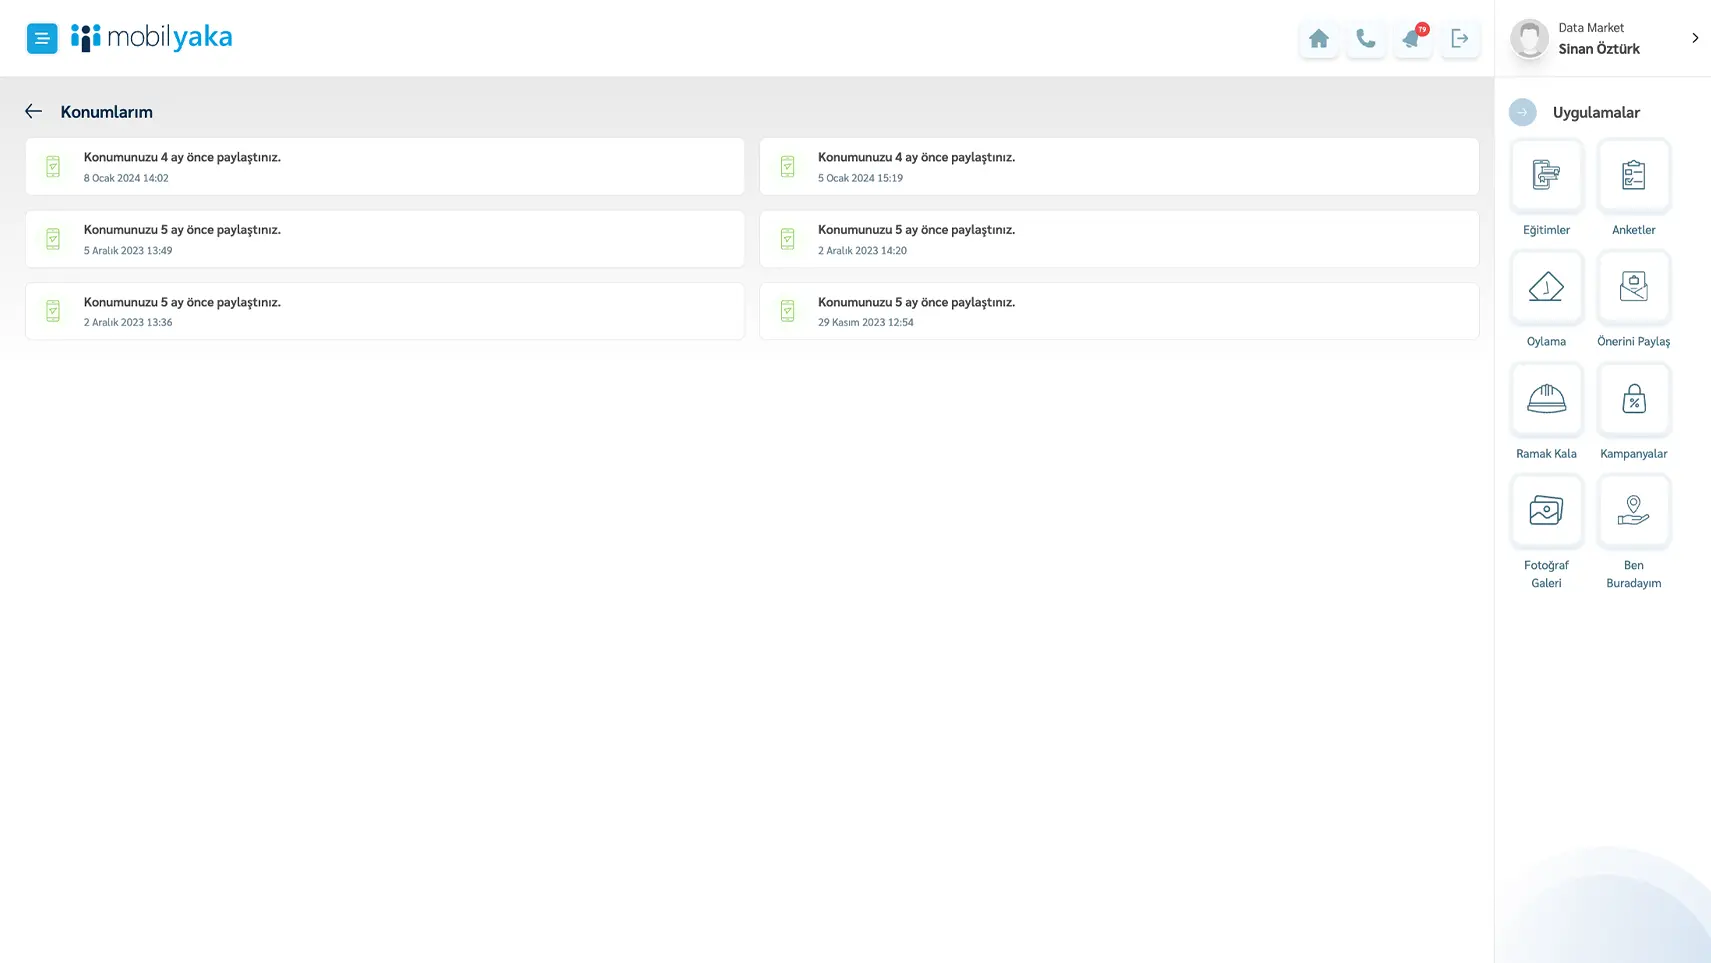 mobilyaka
79
Data Market
Sinan Öztürk
Konumlarım
Konumunuzu 4 ay önce paylaştınız.
8 Ocak 2024 14:02
Konumunuzu 4 ay önce paylaştınız.
5 Ocak 2024 15:19
Konumunuzu 5 ay önce paylaştınız.
5 Aralık 2023 13:49
Konumunuzu 5 ay önce paylaştınız.
2 Aralık 2023 14:20
Konumunuzu 5 ay önce paylaştınız.
2 Aralık 2023 13:36
Konumunuzu 5 ay önce paylaştınız.
29 Kasım 2023 12:54
Uygulamalar
Eğitimler
Anketler
Oylama
Önerini Paylaş
Ramak Kala
Kampanyalar
Fotoğraf
Galeri
Ben
Buradayım